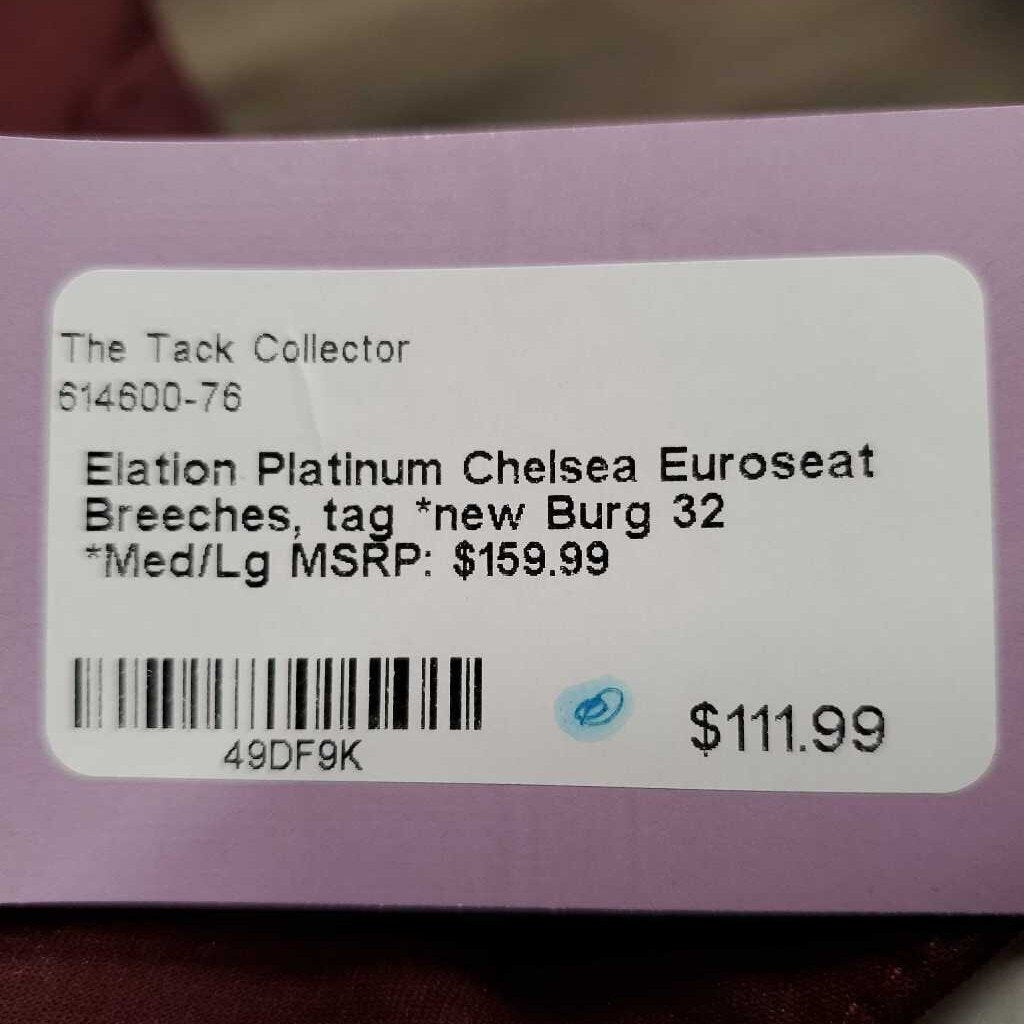 The Tack Collector
614600-76
Elation Platinum Chelsea Euroseat
Breeches, tag *new Burg 32
*Med/Lg MSRP: $159.99
49DF9K
$111.99